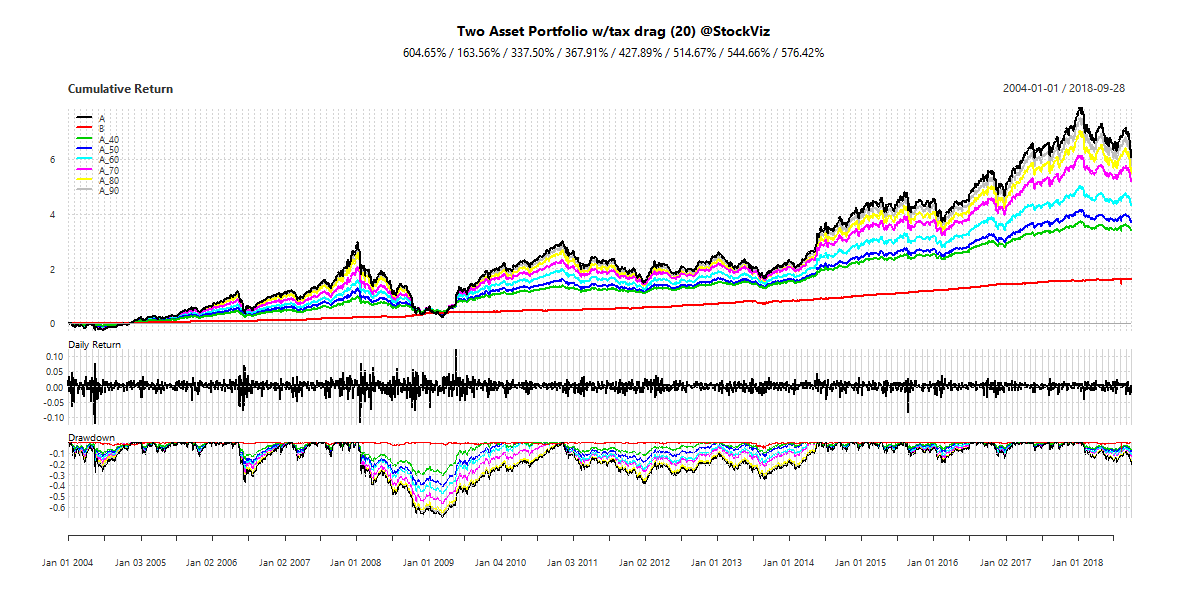 Two Asset Portfolio w/tax drag (20) @StockViz
604.65% / 163.56% / 337.50% / 367.91% / 427.89% / 514.67% / 544.66% / 576.42%
Cumulative Return
2004-01-01 / 2018-09-28
A
B
A_40
A_50
A_60
A_70
A_80
A_90
6
4
2
0
Daily Return
0.10
0.05
0.00
-0.05
-0.10
Drawdown
-0.1
-0.2
-0.3
-0.4
-0.5
-0.6
Jan 01 2004 Jan 03 2005 Jan 02 2006 Jan 02 2007 Jan 01 2008 Jan 01 2009 Jan 04 2010 Jan 03 2011 Jan 02 2012 Jan 01 2013 Jan 01 2014 Jan 01 2015 Jan 01 2016 Jan 02 2017 Jan 01 2018